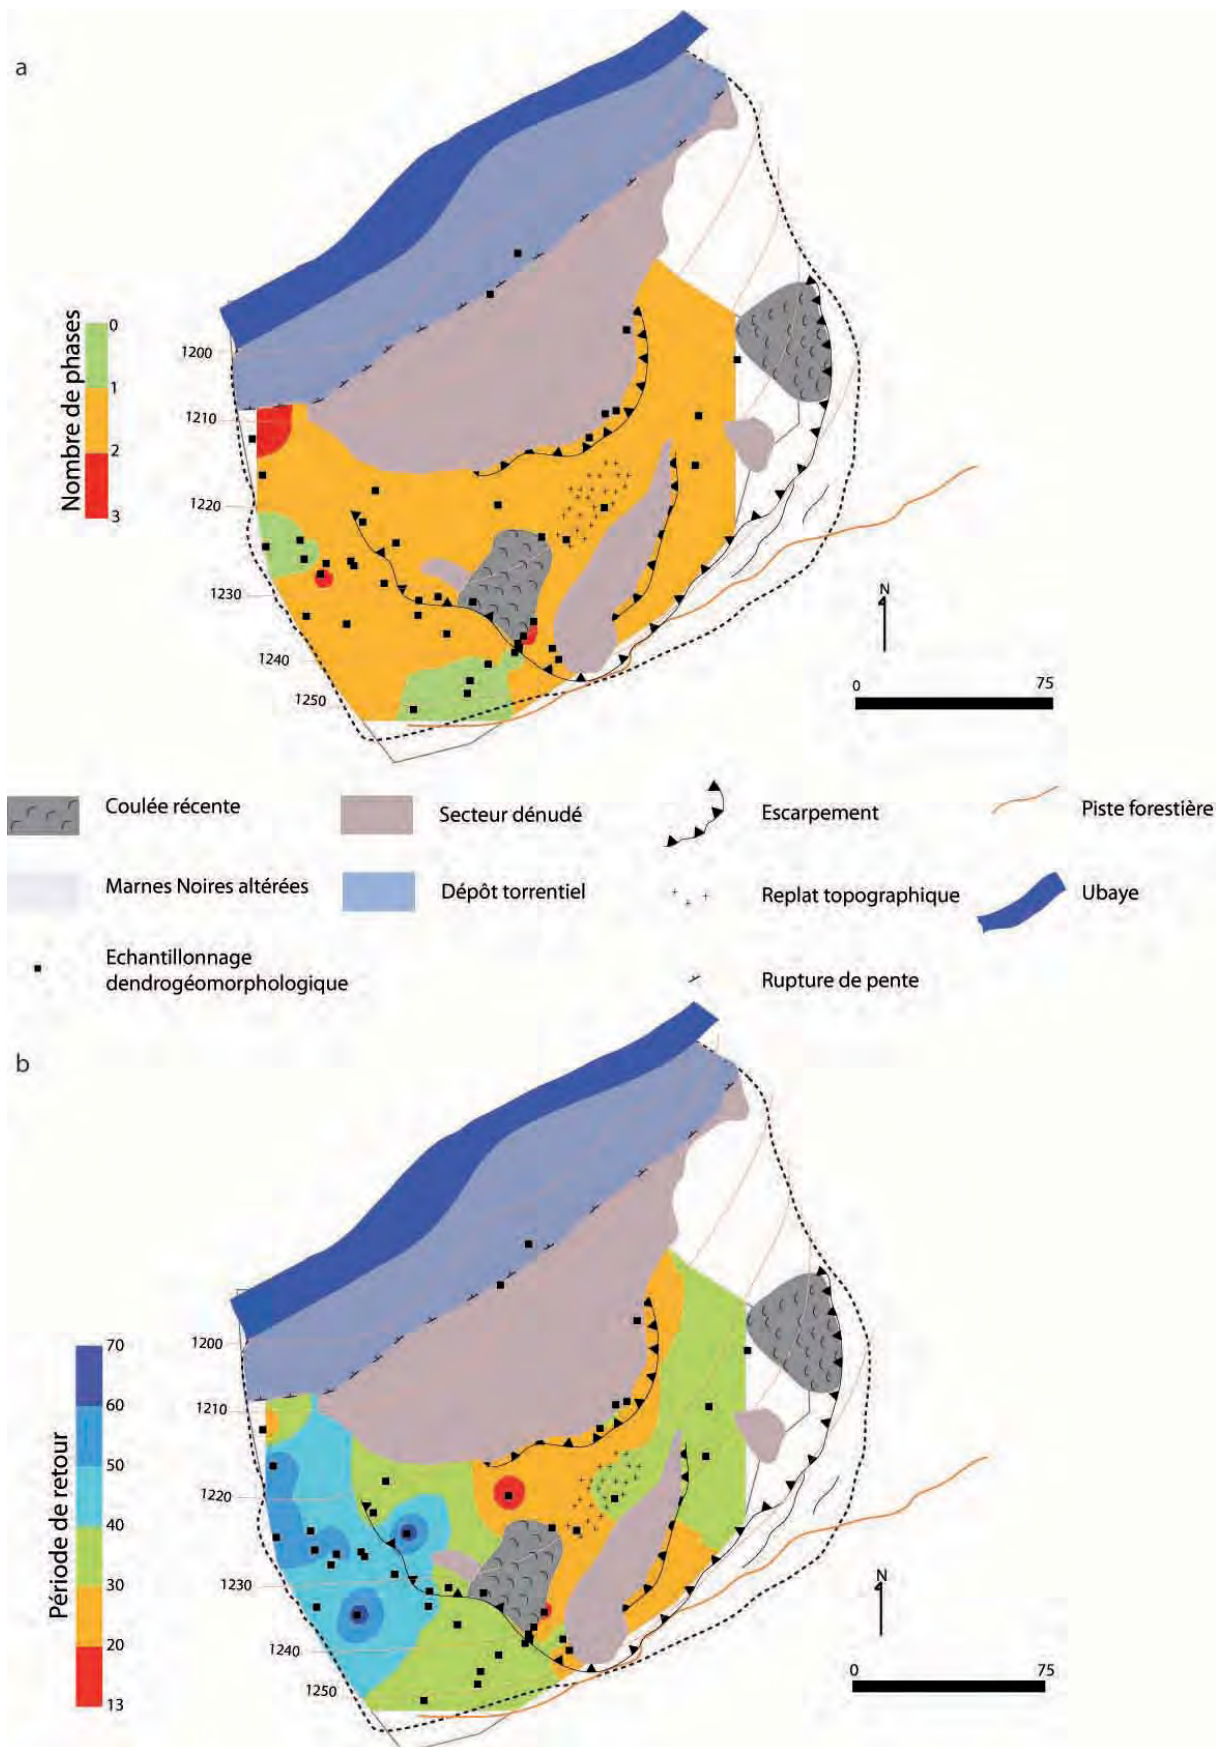 a
Nombre de phases
0
1
2
3
1200
1210
1220
1230
1240
1250
N
0 75
Coulée récente
Secteur dénudé
Escarpement
Piste forestière
Marnes Noires altérées
Dépôt torrentiel
Replat topographique
Ubaye
Echantillonnage
dendrogéomorphologique
Rupture de pente
b
Période de retour
70
60
50
40
30
20
13
1200
1210
1220
1230
1240
1250
N
0 75